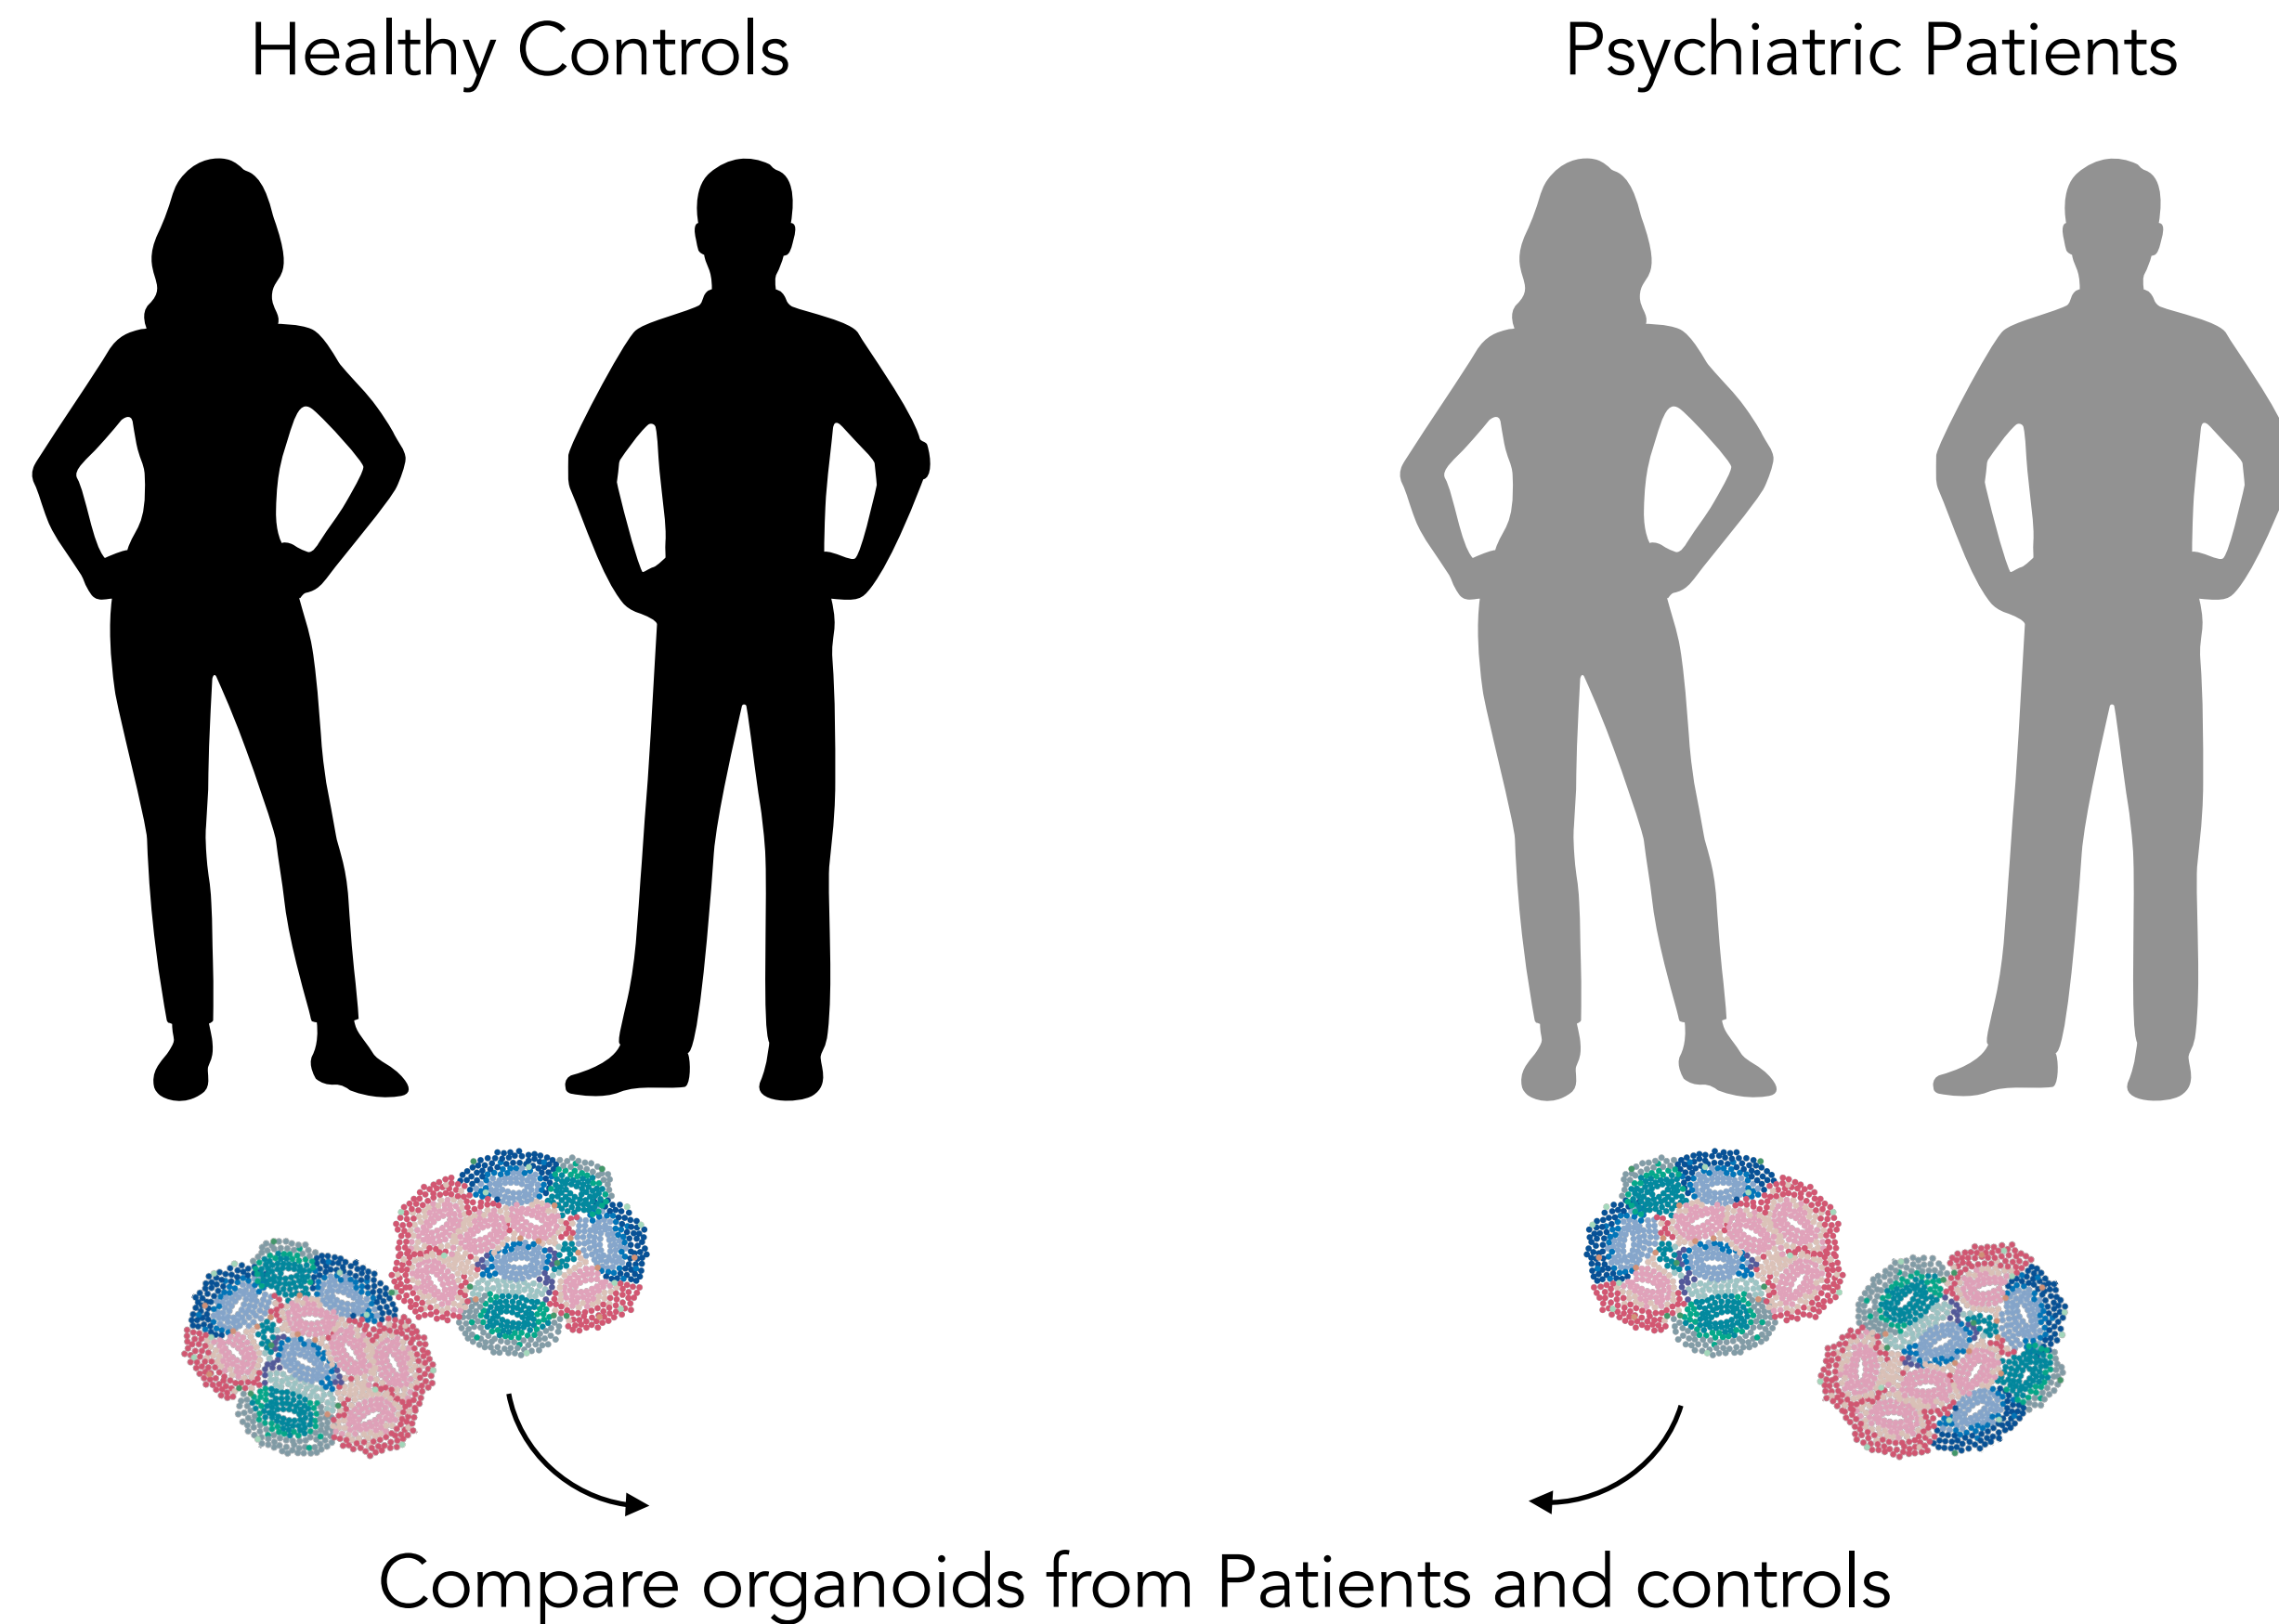 Healthy Controls
Psychiatric Patients
Compare organoids from Patients and controls